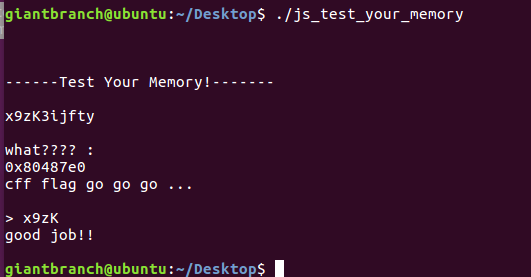 giantbranch@ubuntu:~/Desktop$ ./js_test_your_memory
------Test Your Memory!-------
x9zK3ijfty
what???? :
0x80487e0
cff flag go go go ...
> x9zK
good job!!
giantbranch@ubuntu:~/Desktop$